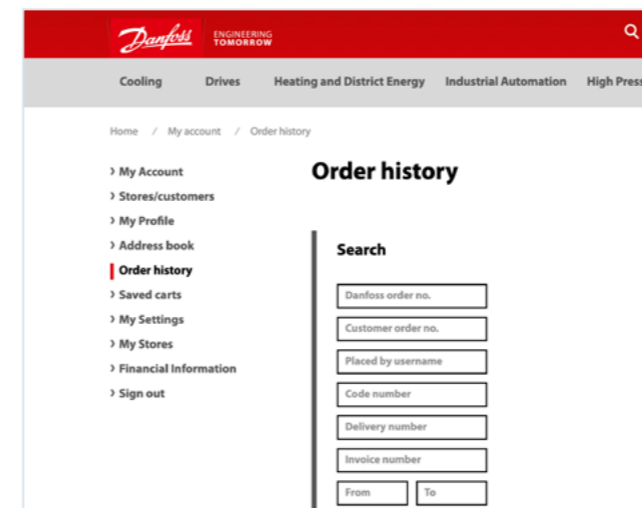 Danfoss ENGINEERING
TOMORROW
Cooling Drives Heating and District Energy Industrial Automation High Press
Home / My account / Order history
› My Account
› Stores/customers
› My Profile
› Address book
Order history
› Saved carts
› My Settings
› My Stores
› Financial Information
› Sign out
Order history
Search
Danfoss order no.
Customer order no.
Placed by username
Code number
Delivery number
Invoice number
From To